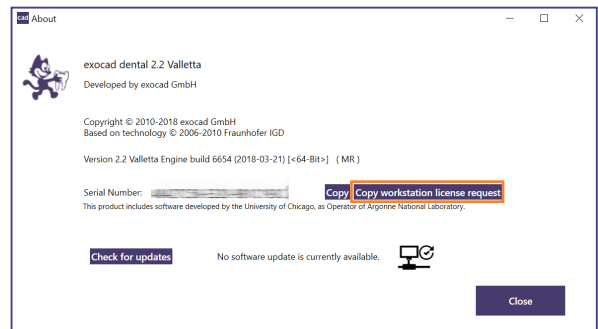 cad About
exocad dental 2.2 Valletta
Developed by exocad GmbH
Copyright © 2010-2018 exocad GmbH
Based on technology © 2006-2010 Fraunhofer IGD
Version 2.2 Valletta Engine build 6654 (2018-03-21) [<64-Bit>] ( MR )
Serial Number: Copy Copy workstation license request
This product includes software developed by the University of Chicago, as Operator of Argonne National Laboratory.
Check for updates No software update is currently available.
Close